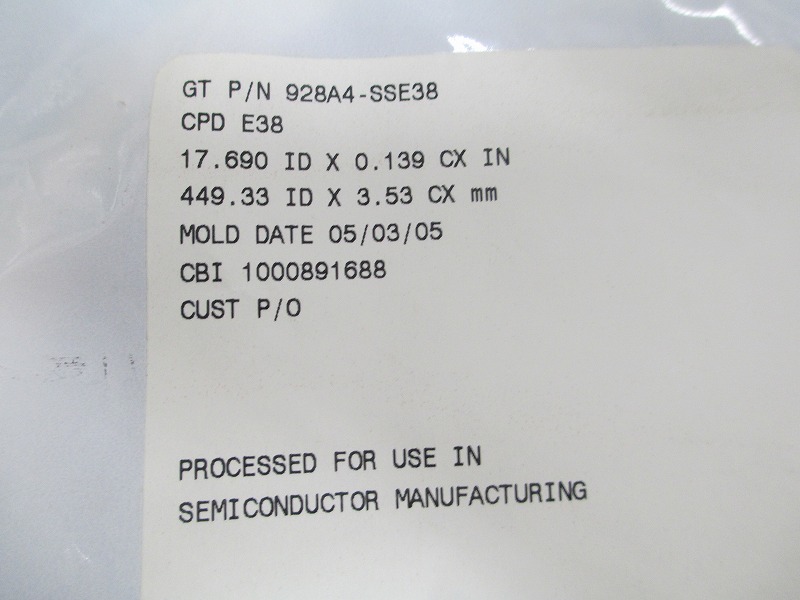 GT P/N 928A4-SSE38
CPD E38
17.690 ID X 0.139 CX IN
449.33 ID X 3.53 CX mm
MOLD DATE 05/03/05
CBI 1000891688
CUST P/O
PROCESSED FOR USE IN
SEMICONDUCTOR MANUFACTURING